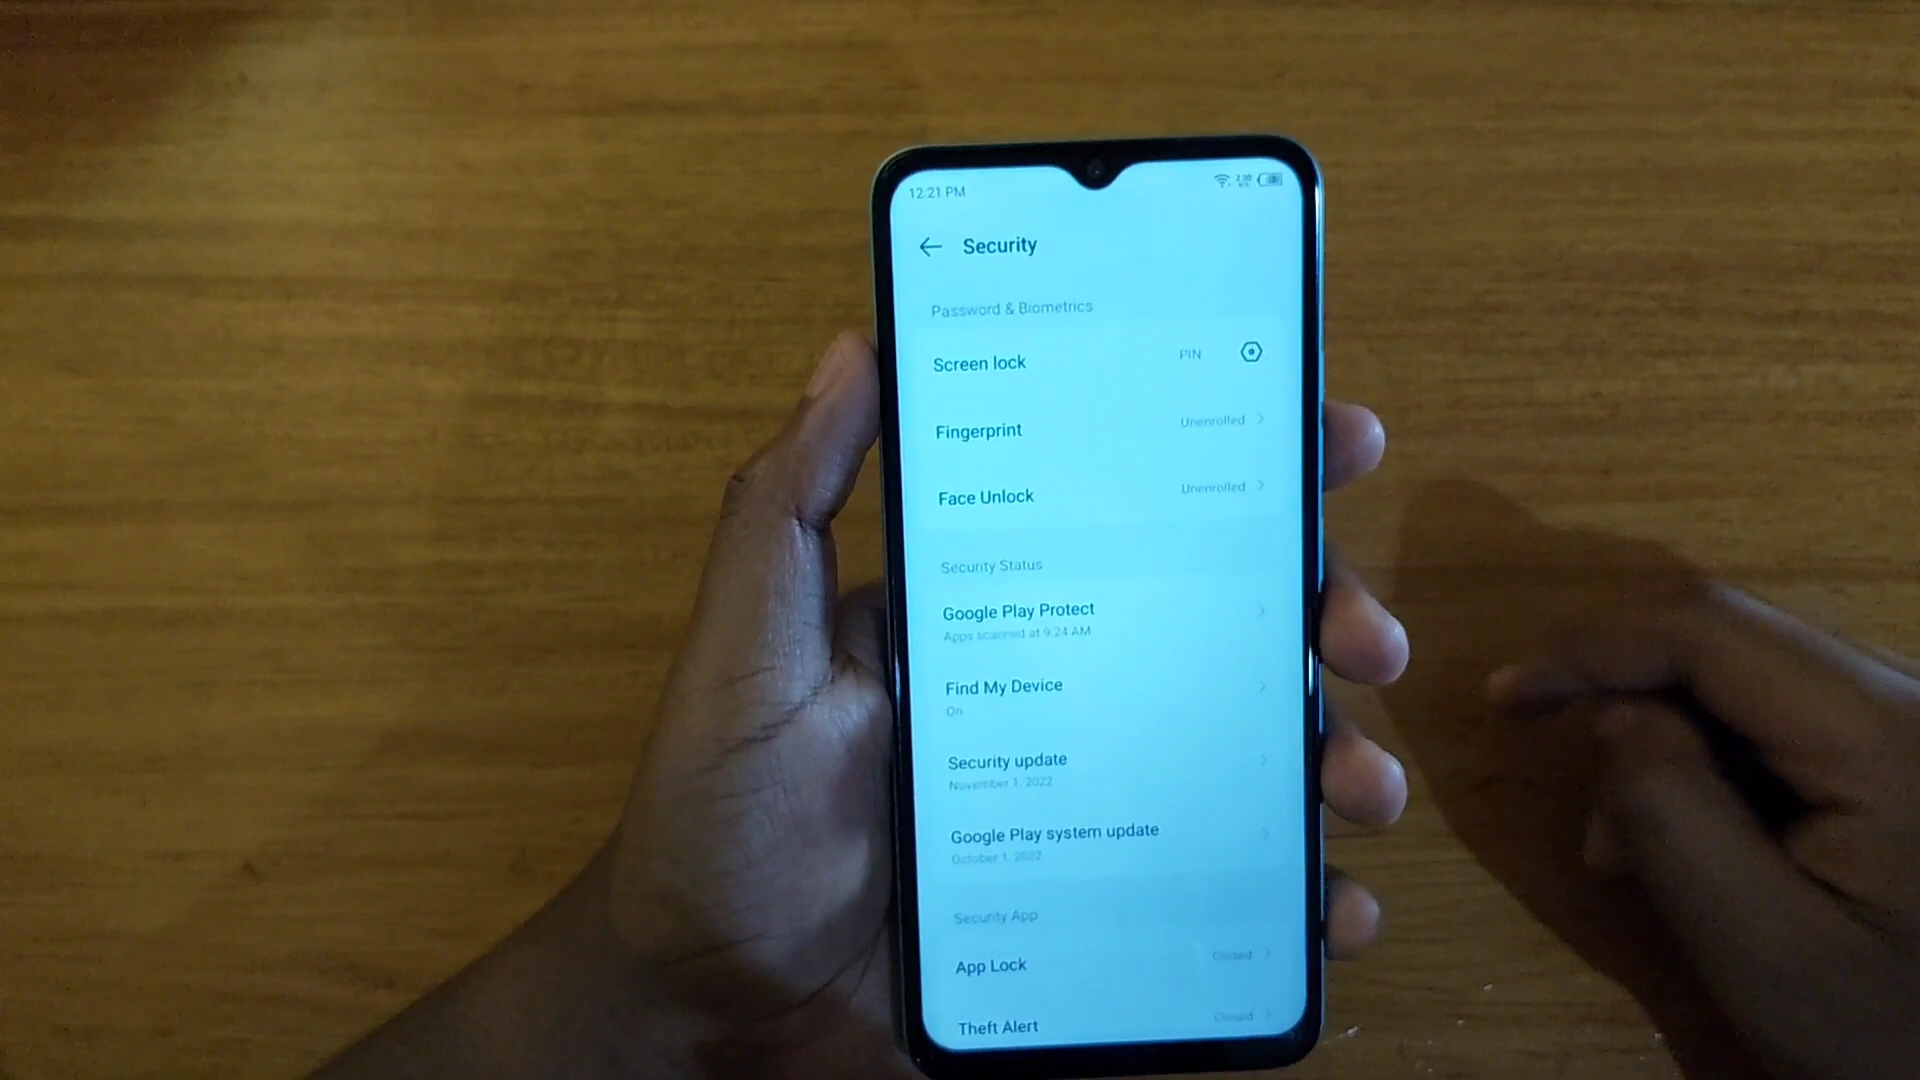 12:21 PM
Security
Password & Biometrics
Screen lock PIN
Fingerprint Unenrolled
Face Unlock Unenrolled
Security Status
Google Play Protect
Apps scanned at 9:24 AM
Find My Device
On
Security update
November 1, 2022
Google Play system update
October 1, 2022
Security App
App Lock Closed
Theft Alert Closed